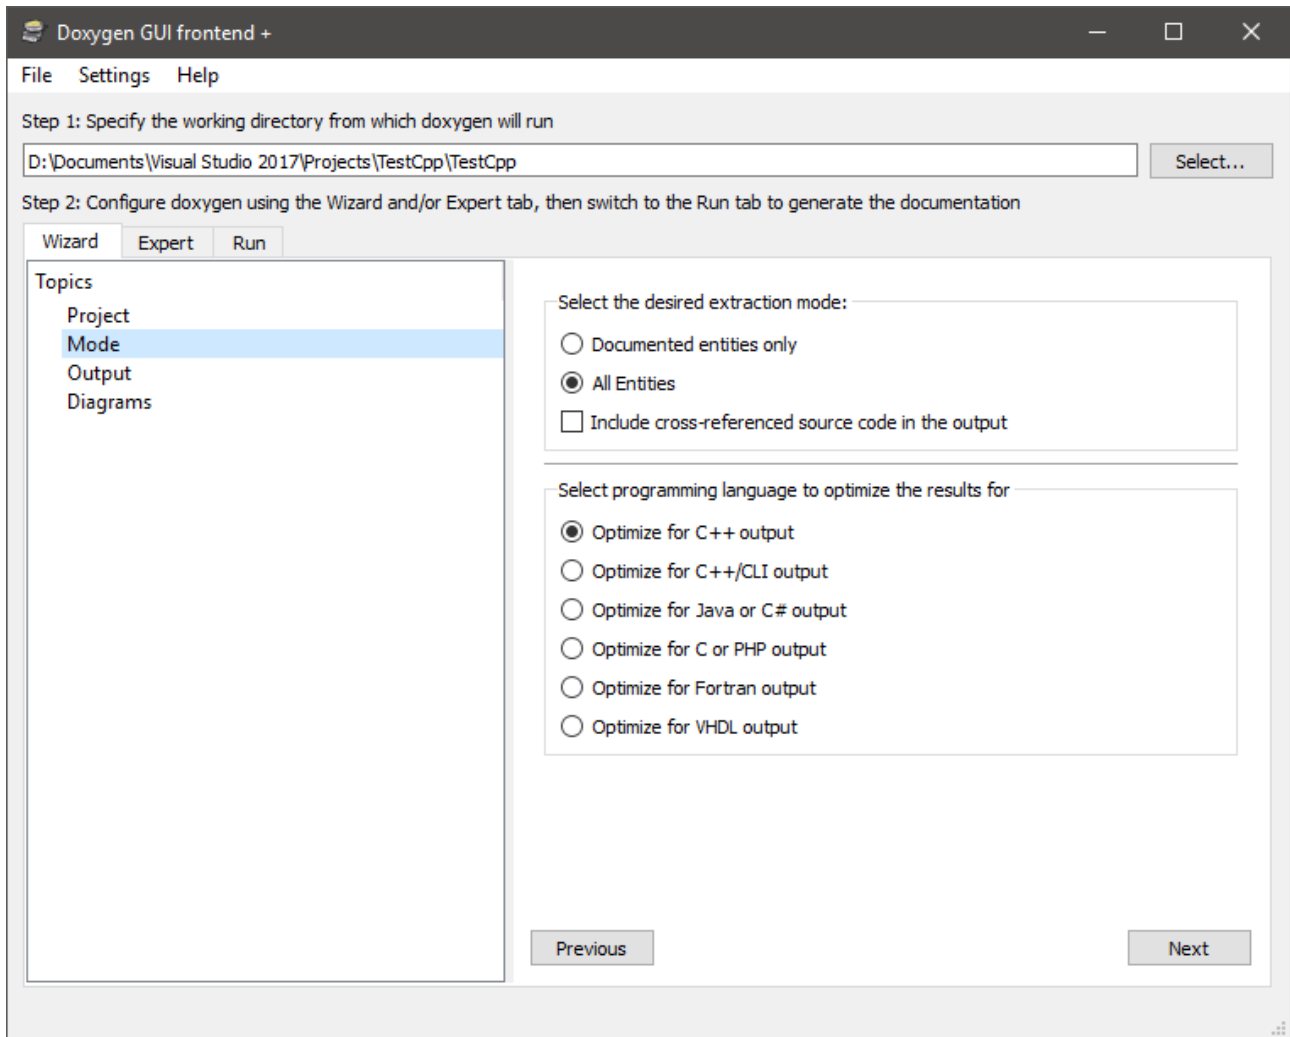 Doxygen GUI frontend +
File Settings Help
Step 1: Specify the working directory from which doxygen will run
D:\Documents\Visual Studio 2017\Projects\TestCpp\TestCpp
Select...
Step 2: Configure doxygen using the Wizard and/or Expert tab, then switch to the Run tab to generate the documentation
Wizard Expert Run
Topics
Project
Mode
Output
Diagrams
Select the desired extraction mode:
Documented entities only
All Entities
Include cross-referenced source code in the output
Select programming language to optimize the results for
Optimize for C++ output
Optimize for C++/CLI output
Optimize for Java or C# output
Optimize for C or PHP output
Optimize for Fortran output
Optimize for VHDL output
Previous
Next